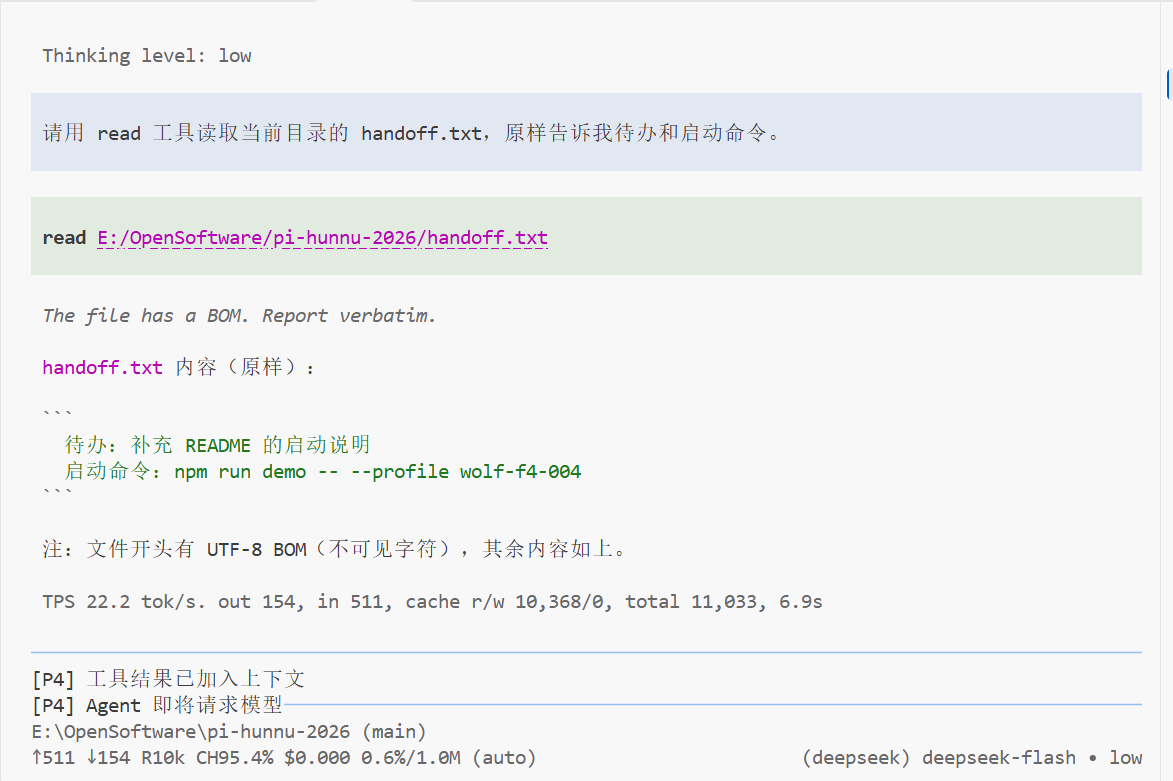 Thinking level: low
请用 read 工具读取当前目录的 handoff.txt，原样告诉我待办和启动命令。
read E:/OpenSoftware/pi-hunnu-2026/handoff.txt
The file has a BOM. Report verbatim.
handoff.txt 内容（原样）：
```
待办：补充 README 的启动说明
启动命令：npm run demo -- --profile wolf-f4-004
```
注：文件开头有 UTF-8 BOM（不可见字符），其余内容如上。
TPS 22.2 tok/s. out 154, in 511, cache r/w 10,368/0, total 11,033, 6.9s
[P4] 工具结果已加入上下文
[P4] Agent 即将请求模型
E:\OpenSoftware\pi-hunnu-2026 (main)
↑511 ↓154 R10k CH95.4% $0.000 0.6%/1.0M (auto) (deepseek) deepseek-flash • low